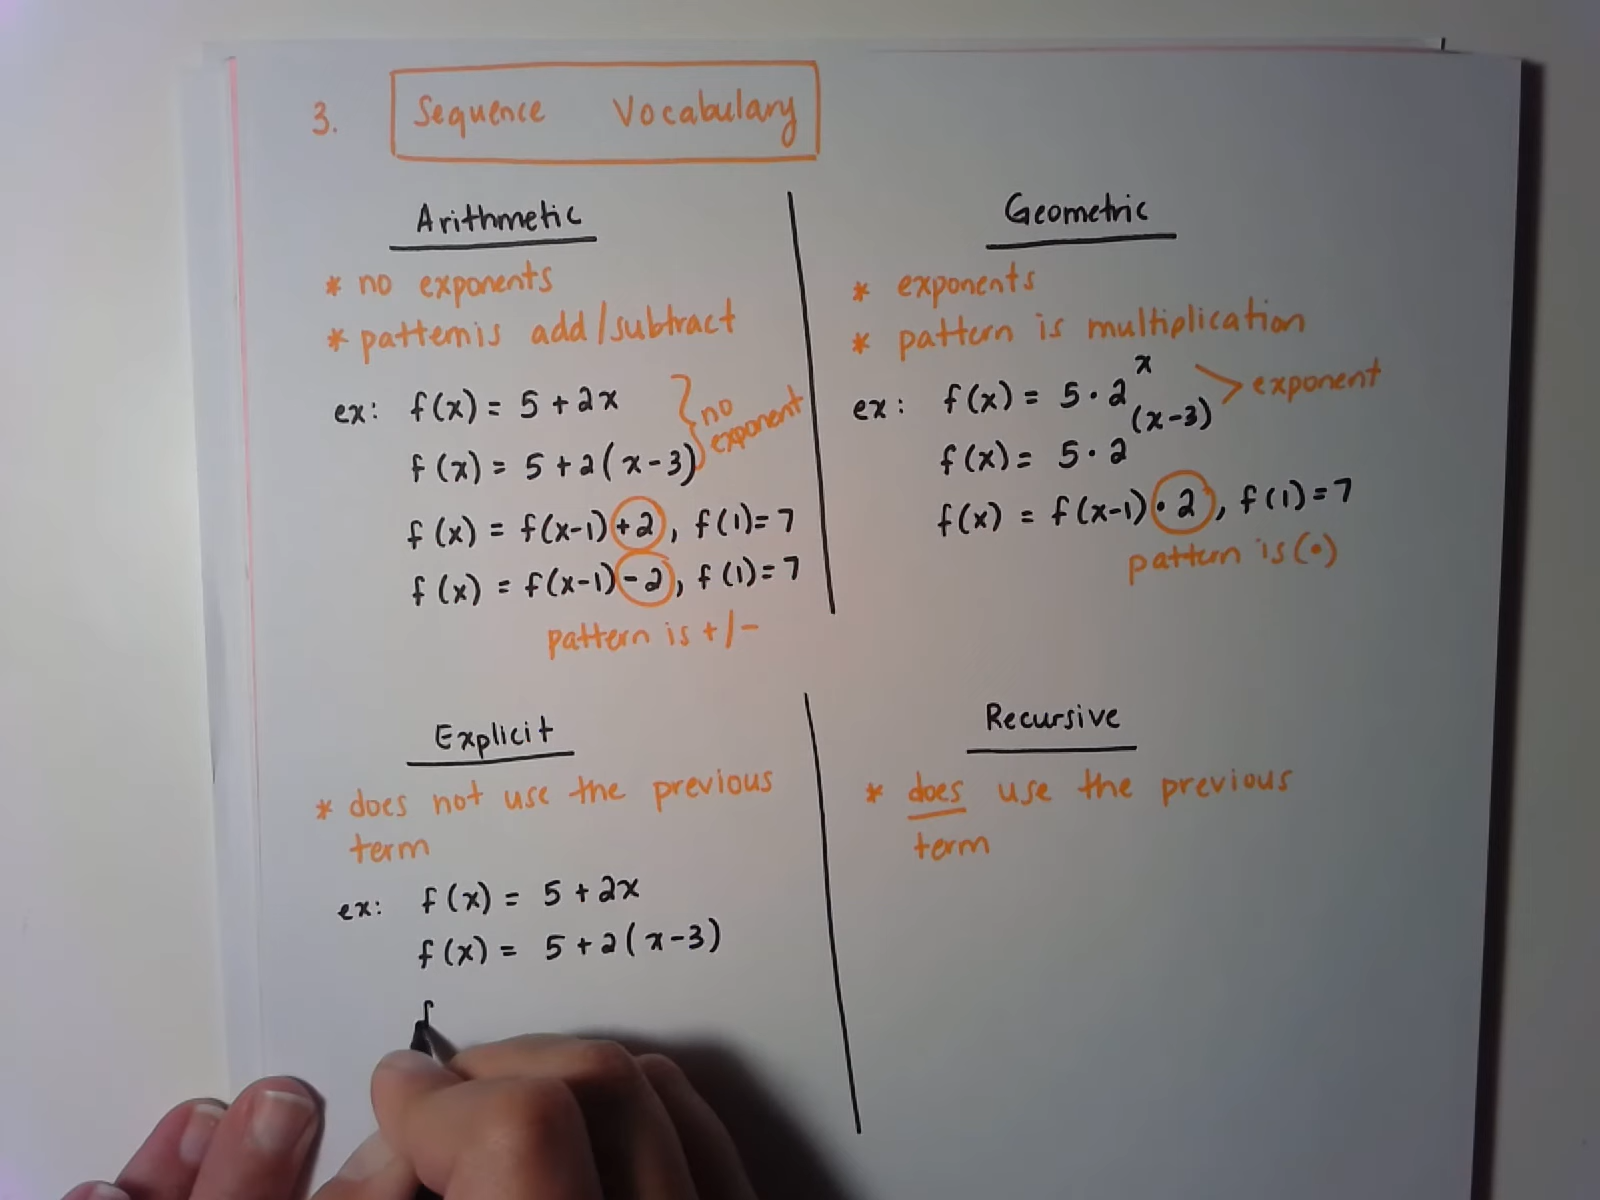 3. Sequence Vocabulary
Arithmetic
* no exponents
* pattern is add/subtract
ex: f(x) = 5 + 2x
f(x) = 5 + 2(x-3)
no
exponent
f(x) = f(x-1) +2, f(1)=7
f(x) = f(x-1) -2, f(1)=7
pattern is +/-
Geometric
* exponents
* pattern is multiplication
ex: f(x) = 5·2^x
f(x) = 5·2^(x-3)
exponent
f(x) = f(x-1)·2, f(1)=7
pattern is (•)
Explicit
* does not use the previous
term
ex: f(x) = 5 + 2x
f(x) = 5 + 2(x-3)
f
Recursive
* does use the previous
term